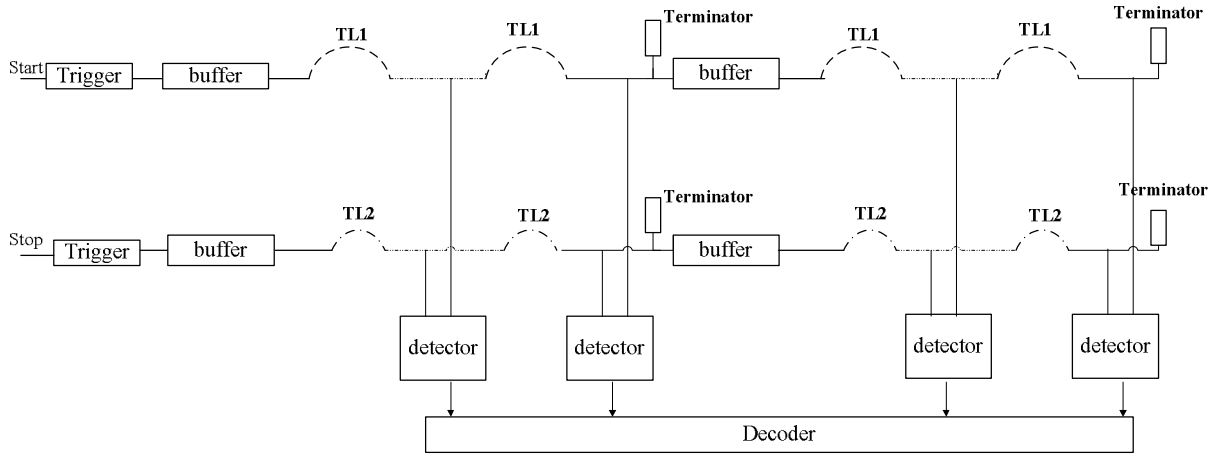 Terminator
Terminator
TL1
TL1
TL1
TL1
Start
Trigger
buffer
buffer
Terminator
Terminator
TL2
TL2
TL2
TL2
Stop
Trigger
buffer
buffer
detector
detector
detector
detector
Decoder